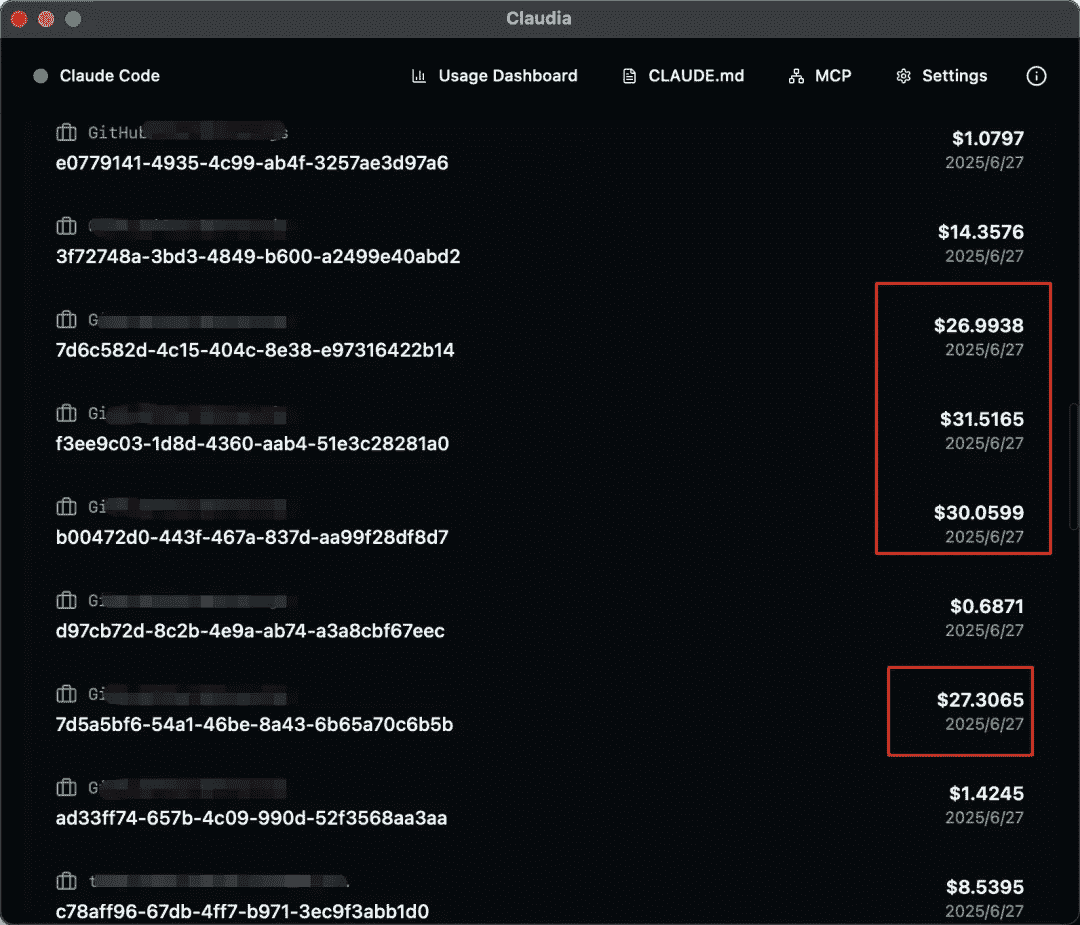 Claudia
Claude Code Usage Dashboard CLAUDE.md MCP Settings
GitHub
$1.0797
e0779141-4935-4c99-ab4f-3257ae3d97a6
2025/6/27
$14.3576
3f72748a-3bd3-4849-b600-a2499e40abd2
2025/6/27
$26.9938
7d6c582d-4c15-404c-8e38-e97316422b14
2025/6/27
$31.5165
f3ee9c03-1d8d-4360-aab4-51e3c28281a0
2025/6/27
$30.0599
b00472d0-443f-467a-837d-aa99f28df8d7
2025/6/27
$0.6871
d97cb72d-8c2b-4e9a-ab74-a3a8cbf67eec
2025/6/27
$27.3065
7d5a5bf6-54a1-46be-8a43-6b65a70c6b5b
2025/6/27
$1.4245
ad33ff74-657b-4c09-990d-52f3568aa3aa
2025/6/27
$8.5395
c78aff96-67db-4ff7-b971-3ec9f3abb1d0
2025/6/27